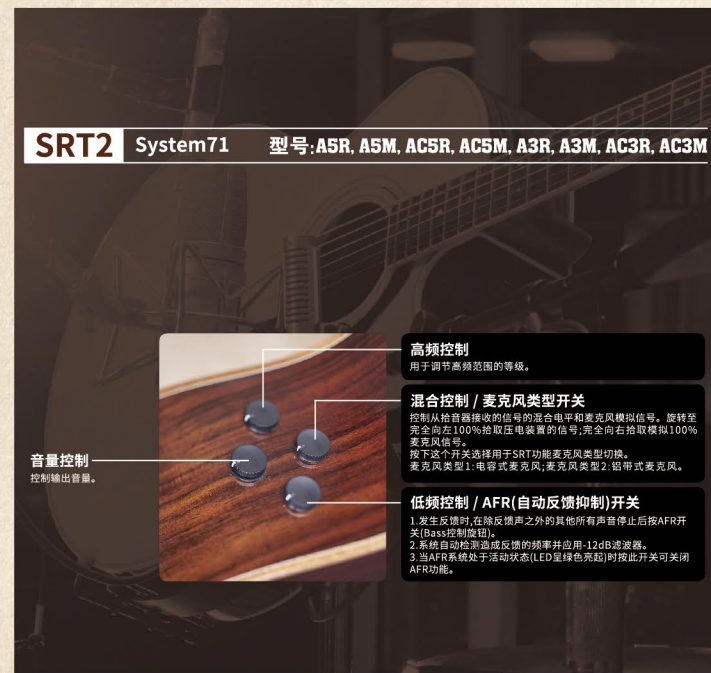 SRT2 System71 型号:A5R, A5M, AC5R, AC5M, A3R, A3M, AC3R, AC3M
高频控制
用于调节高频范围的等级。
混合控制 / 麦克风类型开关
控制从拾音器接收的信号的混合电平和麦克风模拟信号。旋转至
完全向左100%拾取压电装置的信号;完全向右拾取模拟100%
麦克风信号。
按下这个开关选择用于SRT功能麦克风类型切换。
麦克风类型1:电容式麦克风;麦克风类型2:铝带式麦克风。
音量控制
控制输出音量。
低频控制 / AFR(自动反馈抑制)开关
1.发生反馈时,在除反馈声之外的其他所有声音停止后按AFR开
关(Bass控制旋钮)。
2.系统自动检测造成反馈的频率并应用-12dB滤波器。
3.当AFR系统处于活动状态(LED呈绿色亮起)时按此开关可关闭
AFR功能。